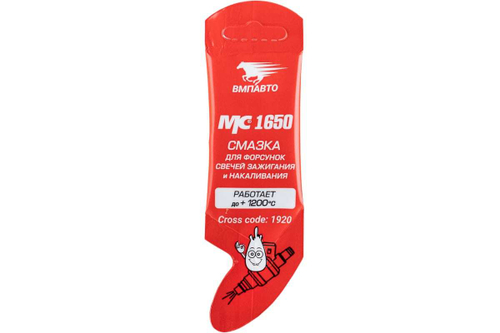 ВМПАВТО
МС 1650
СМАЗКА
ДЛЯ ФОРСУНОК
СВЕЧЕЙ ЗАЖИГАНИЯ
и НАКАЛИВАНИЯ
РАБОТАЕТ
до +1200°С
Cross code: 1920